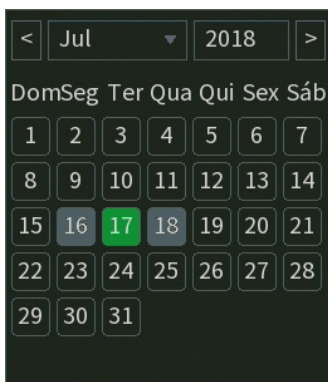 < Jul 2018 >
Dom Seg Ter Qua Qui Sex Sáb
1 2 3 4 5 6 7
8 9 10 11 12 13 14
15 16 17 18 19 20 21
22 23 24 25 26 27 28
29 30 31